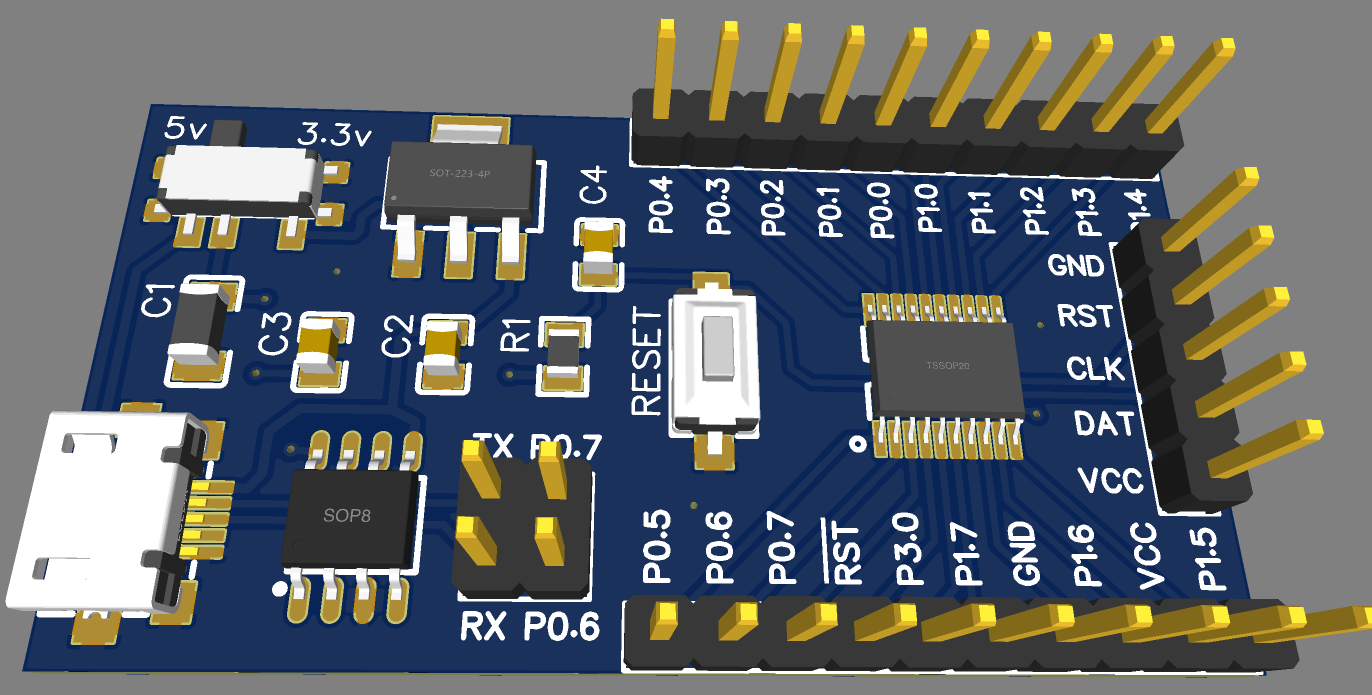 5v
3.3v
SOT-223-4P
C4
P0.4
P0.3
P0.2
P0.1
P0.0
P1.0
P1.1
P1.2
P1.3
1.4
GND
RST
CLK
DAT
VCC
C1
C3
C2
R1
RESET
TSSOP20
TX P0.7
SOP8
RX P0.6
P0.5
P0.6
P0.7
RST
P3.0
P1.7
GND
P1.6
VCC
P1.5